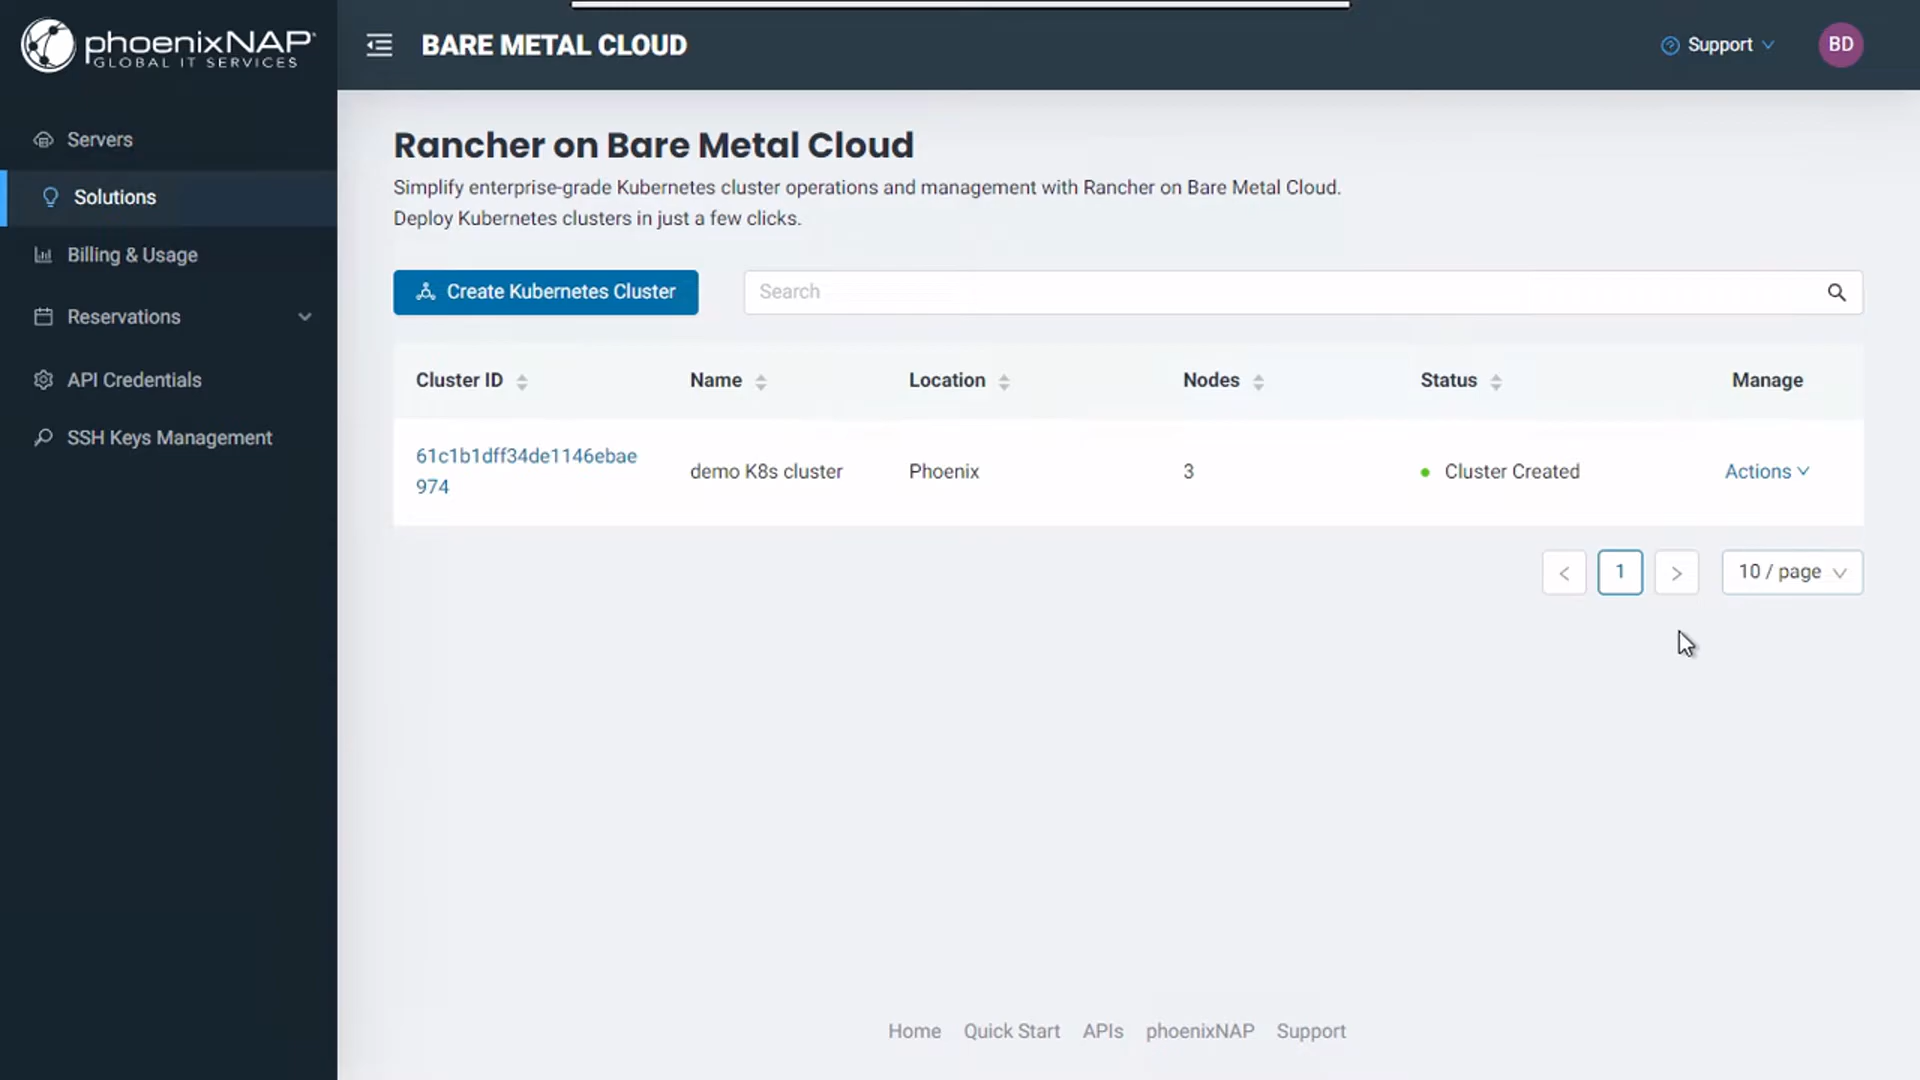 phoenixNAP
GLOBAL IT SERVICES
BARE METAL CLOUD
Support
BD
Servers
Solutions
Billing & Usage
Reservations
API Credentials
SSH Keys Management
Rancher on Bare Metal Cloud
Simplify enterprise-grade Kubernetes cluster operations and management with Rancher on Bare Metal Cloud.
Deploy Kubernetes clusters in just a few clicks.
Create Kubernetes Cluster
Search
Cluster ID Name Location Nodes Status Manage
61c1b1dff34de1146ebae
974
demo K8s cluster Phoenix 3 Cluster Created Actions
< 1 > 10 / page
Home Quick Start APIs phoenixNAP Support